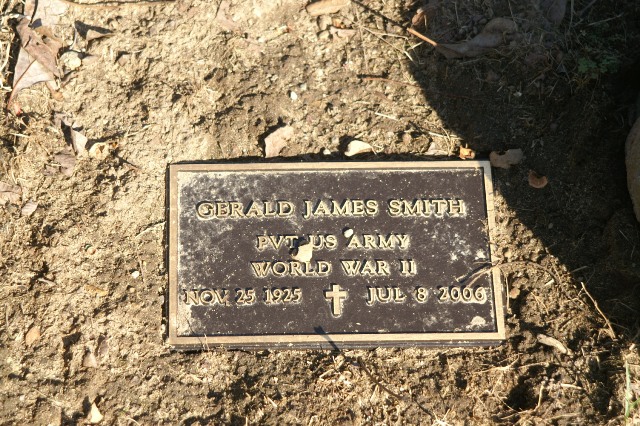 GERALD JAMES SMITH
PVT US ARMY
WORLD WAR II
NOV 25 1925 JUL 8 2006